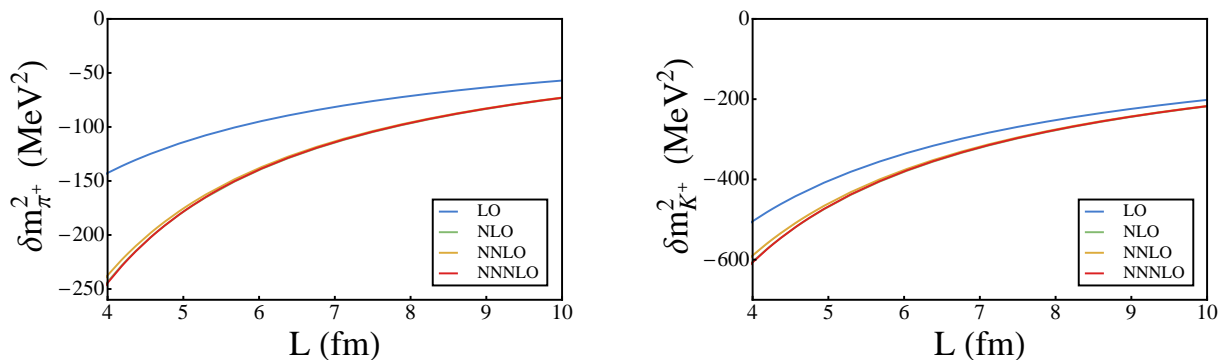 0
−50
−100
−150
−200
−250
δm²π⁺ (MeV²)
LO
NLO
NNLO
NNNLO
4 5 6 7 8 9 10
L (fm)
0
−200
−400
−600
δm²K⁺ (MeV²)
LO
NLO
NNLO
NNNLO
4 5 6 7 8 9 10
L (fm)